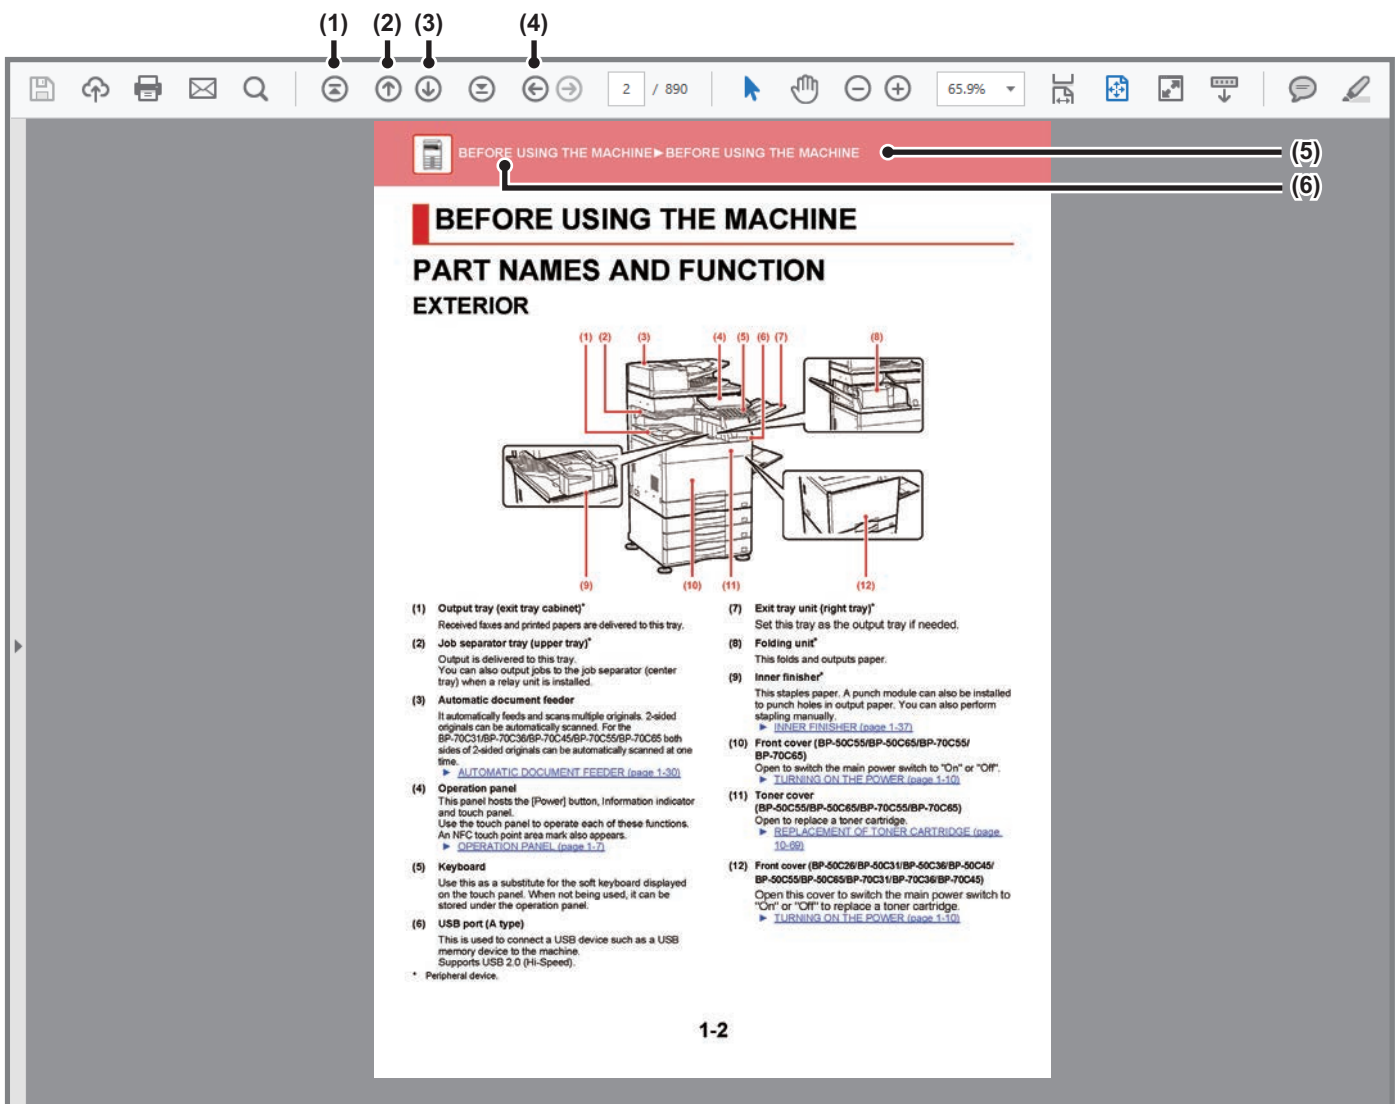 (1) (2) (3) (4)
2 / 890 65.9%
BEFORE USING THE MACHINE►BEFORE USING THE MACHINE
(5)
(6)
BEFORE USING THE MACHINE
PART NAMES AND FUNCTION
EXTERIOR
(1) (2) (3) (4) (5) (6) (7) (8)
(9) (10) (11) (12)
(1) Output tray (exit tray cabinet)*
Received faxes and printed papers are delivered to this tray.
(2) Job separator tray (upper tray)*
Output is delivered to this tray.
You can also output jobs to the job separator (center
tray) when a relay unit is installed.
(3) Automatic document feeder
It automatically feeds and scans multiple originals. 2-sided
originals can be automatically scanned. For the
BP-70C31/BP-70C36/BP-70C45/BP-70C55/BP-70C65 both
sides of 2-sided originals can be automatically scanned at one
time.
► AUTOMATIC DOCUMENT FEEDER (page 1-30)
(4) Operation panel
This panel hosts the [Power] button, Information indicator
and touch panel.
Use the touch panel to operate each of these functions.
An NFC touch point area mark also appears.
► OPERATION PANEL (page 1-7)
(5) Keyboard
Use this as a substitute for the soft keyboard displayed
on the touch panel. When not being used, it can be
stored under the operation panel.
(6) USB port (A type)
This is used to connect a USB device such as a USB
memory device to the machine.
Supports USB 2.0 (Hi-Speed).
* Peripheral device.
(7) Exit tray unit (right tray)*
Set this tray as the output tray if needed.
(8) Folding unit*
This folds and outputs paper.
(9) Inner finisher*
This staples paper. A punch module can also be installed
to punch holes in output paper. You can also perform
stapling manually.
► INNER FINISHER (page 1-37)
(10) Front cover (BP-50C55/BP-50C65/BP-70C55/
BP-70C65)
Open to switch the main power switch to "On" or "Off".
► TURNING ON THE POWER (page 1-10)
(11) Toner cover
(BP-50C55/BP-50C65/BP-70C55/BP-70C65)
Open to replace a toner cartridge.
► REPLACEMENT OF TONER CARTRIDGE (page
10-69)
(12) Front cover (BP-50C26/BP-50C31/BP-50C36/BP-50C45/
BP-50C55/BP-50C65/BP-70C31/BP-70C36/BP-70C45)
Open this cover to switch the main power switch to
"On" or "Off" to replace a toner cartridge.
► TURNING ON THE POWER (page 1-10)
1-2